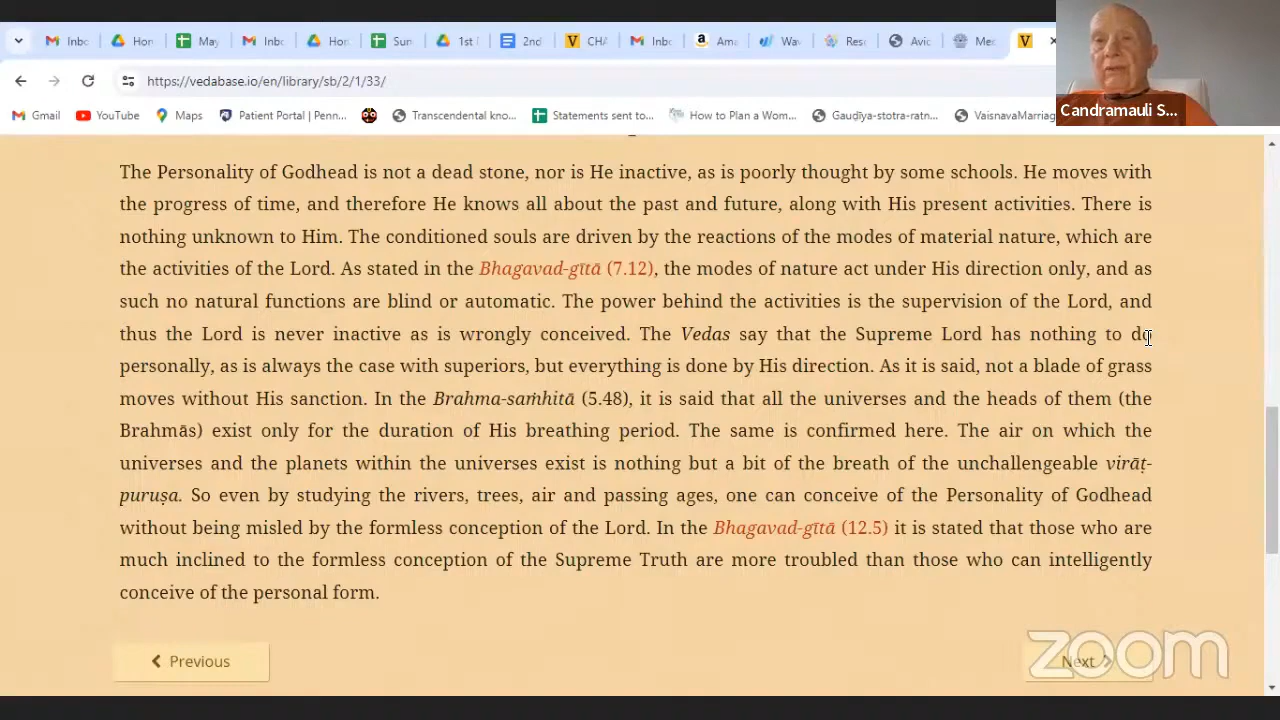 Inbo Hon May Inbo Hon Sun 1st 2nd CHA Inbo Ama Wav Reso Avic Mec
https://vedabase.io/en/library/sb/2/1/33/
Candramauli S...
Gmail YouTube Maps Patient Portal | Penn... Transcendental kno... Statements sent to... How to Plan a Wom... Gauḍīya-stotra-ratn... VaisnavaMarriag
The Personality of Godhead is not a dead stone, nor is He inactive, as is poorly thought by some schools. He moves with
the progress of time, and therefore He knows all about the past and future, along with His present activities. There is
nothing unknown to Him. The conditioned souls are driven by the reactions of the modes of material nature, which are
the activities of the Lord. As stated in the Bhagavad-gītā (7.12), the modes of nature act under His direction only, and as
such no natural functions are blind or automatic. The power behind the activities is the supervision of the Lord, and
thus the Lord is never inactive as is wrongly conceived. The Vedas say that the Supreme Lord has nothing to do
personally, as is always the case with superiors, but everything is done by His direction. As it is said, not a blade of grass
moves without His sanction. In the Brahma-saṁhitā (5.48), it is said that all the universes and the heads of them (the
Brahmās) exist only for the duration of His breathing period. The same is confirmed here. The air on which the
universes and the planets within the universes exist is nothing but a bit of the breath of the unchallengeable virāṭ-
puruṣa. So even by studying the rivers, trees, air and passing ages, one can conceive of the Personality of Godhead
without being misled by the formless conception of the Lord. In the Bhagavad-gītā (12.5) it is stated that those who are
much inclined to the formless conception of the Supreme Truth are more troubled than those who can intelligently
conceive of the personal form.
Previous Next
zoom